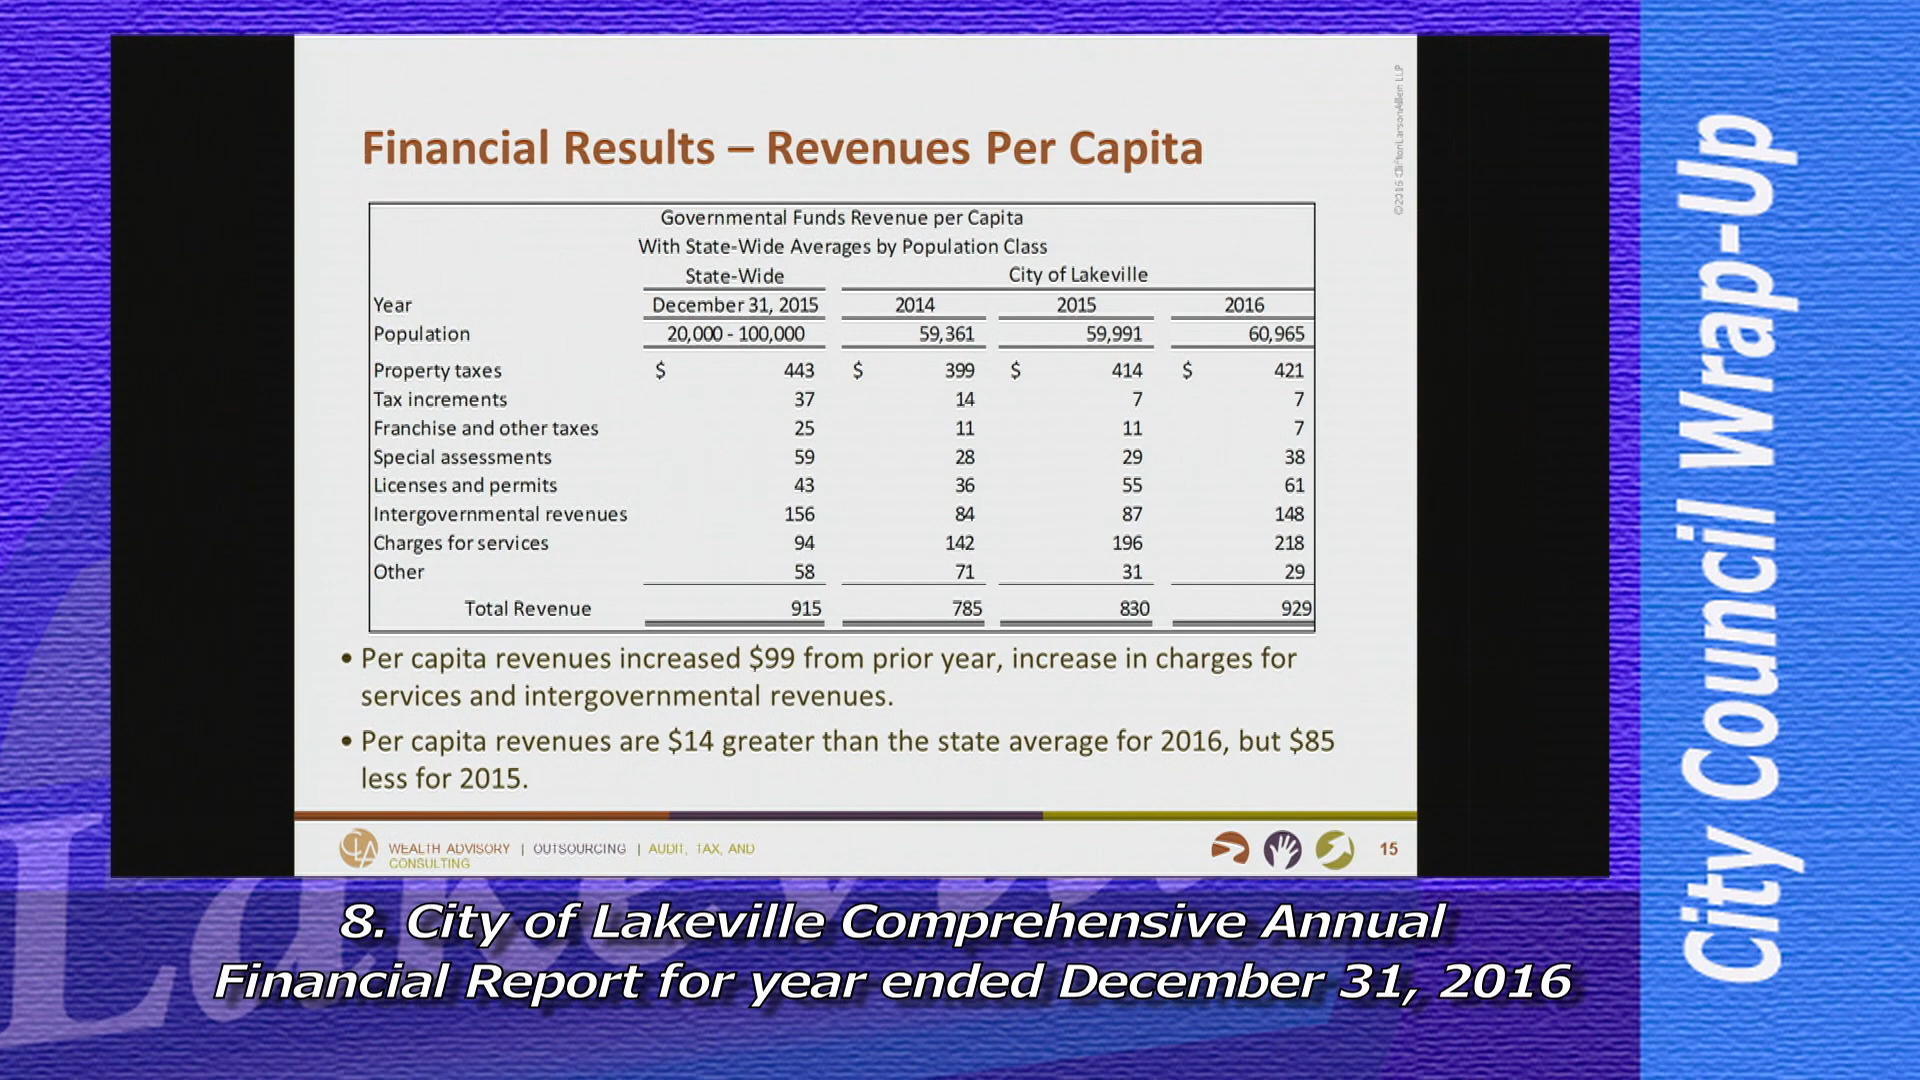 ©2016 CliftonLarsonAllen LLP
Financial Results – Revenues Per Capita
Governmental Funds Revenue per Capita
With State-Wide Averages by Population Class
State-Wide City of Lakeville
Year December 31, 2015 2014 2015 2016
Population 20,000 - 100,000 59,361 59,991 60,965
Property taxes $ 443 $ 399 $ 414 $ 421
Tax increments 37 14 7 7
Franchise and other taxes 25 11 11 7
Special assessments 59 28 29 38
Licenses and permits 43 36 55 61
Intergovernmental revenues 156 84 87 148
Charges for services 94 142 196 218
Other 58 71 31 29
Total Revenue 915 785 830 929
• Per capita revenues increased $99 from prior year, increase in charges for
services and intergovernmental revenues.
• Per capita revenues are $14 greater than the state average for 2016, but $85
less for 2015.
CLA
WEALTH ADVISORY | OUTSOURCING | AUDIT, TAX, AND
CONSULTING
15
8. City of Lakeville Comprehensive Annual
Financial Report for year ended December 31, 2016
City Council Wrap-Up